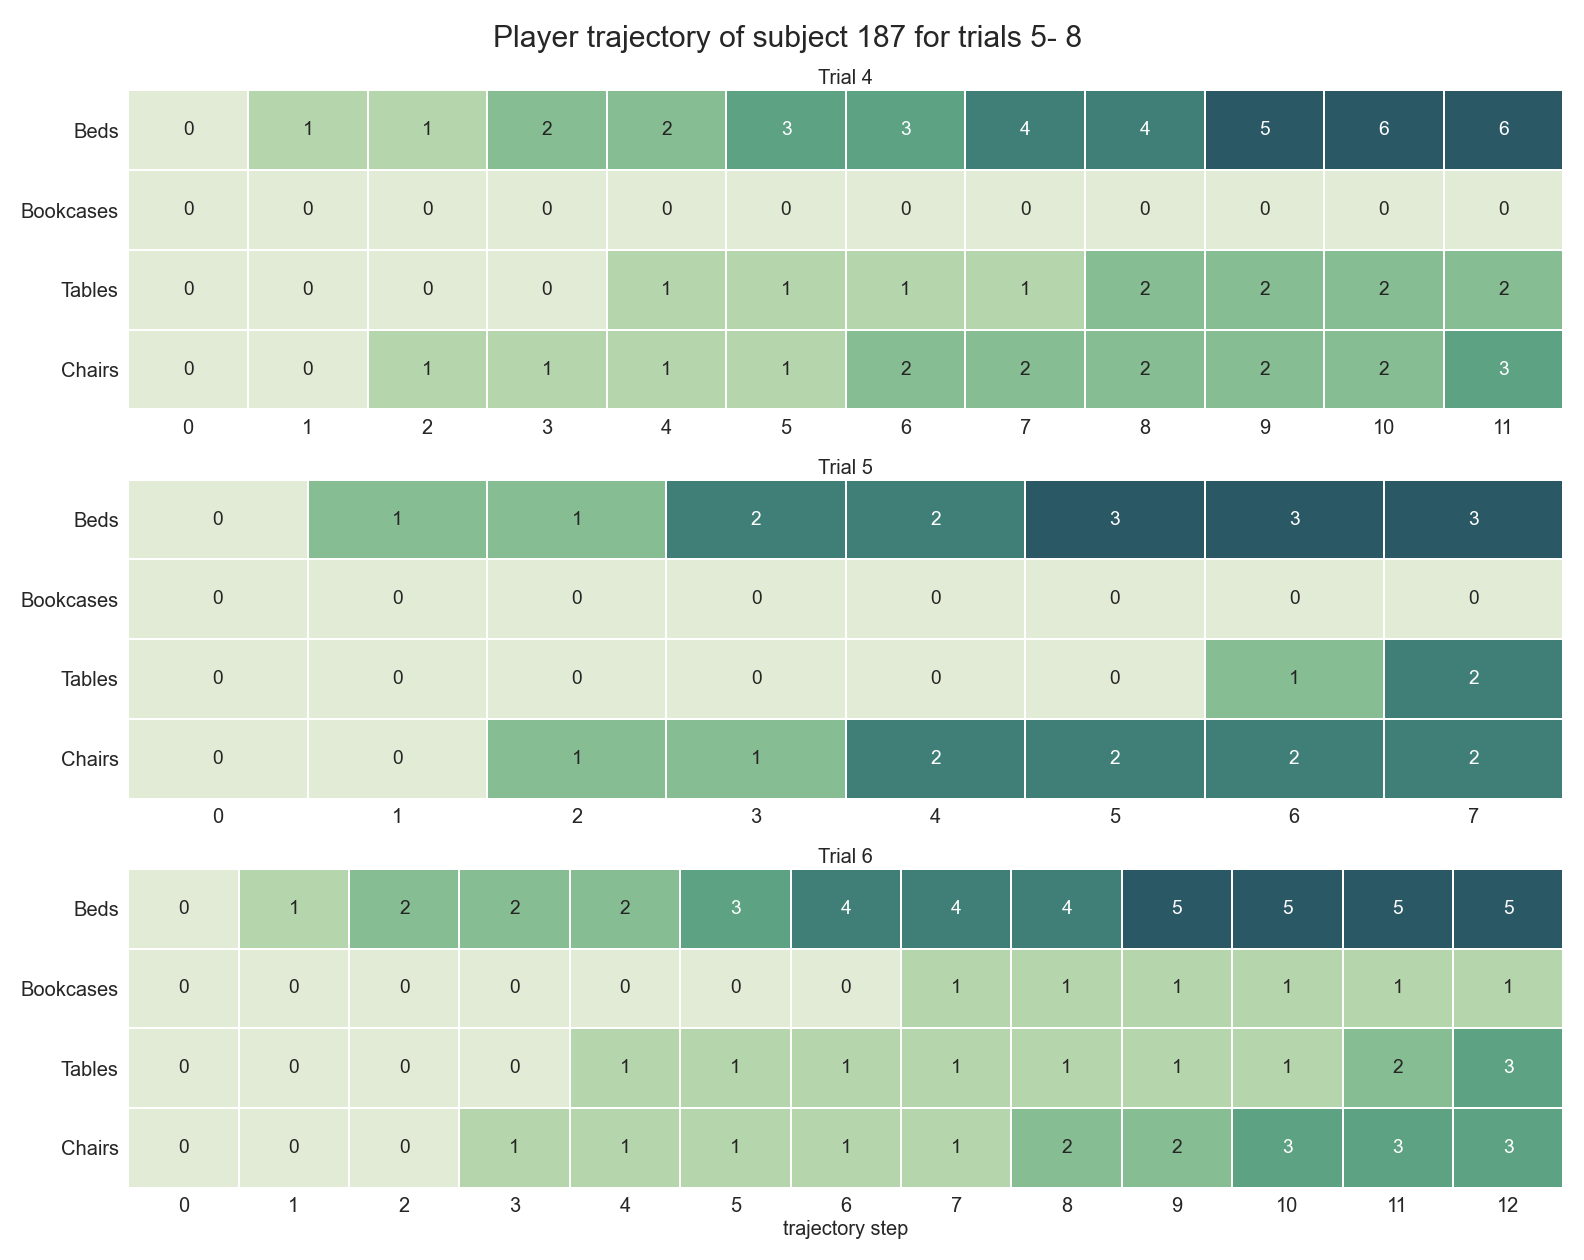 Player trajectory of subject 187 for trials 5- 8
Trial 4
Beds 0 1 1 2 2 3 3 4 4 5 6 6
Bookcases 0 0 0 0 0 0 0 0 0 0 0 0
Tables 0 0 0 0 1 1 1 1 2 2 2 2
Chairs 0 0 1 1 1 1 2 2 2 2 2 3
0 1 2 3 4 5 6 7 8 9 10 11
Trial 5
Beds 0 1 1 2 2 3 3 3
Bookcases 0 0 0 0 0 0 0 0
Tables 0 0 0 0 0 0 1 2
Chairs 0 0 1 1 2 2 2 2
0 1 2 3 4 5 6 7
Trial 6
Beds 0 1 2 2 2 3 4 4 4 5 5 5 5
Bookcases 0 0 0 0 0 0 0 1 1 1 1 1 1
Tables 0 0 0 0 1 1 1 1 1 1 1 2 3
Chairs 0 0 0 1 1 1 1 1 2 2 3 3 3
0 1 2 3 4 5 6 7 8 9 10 11 12
trajectory step